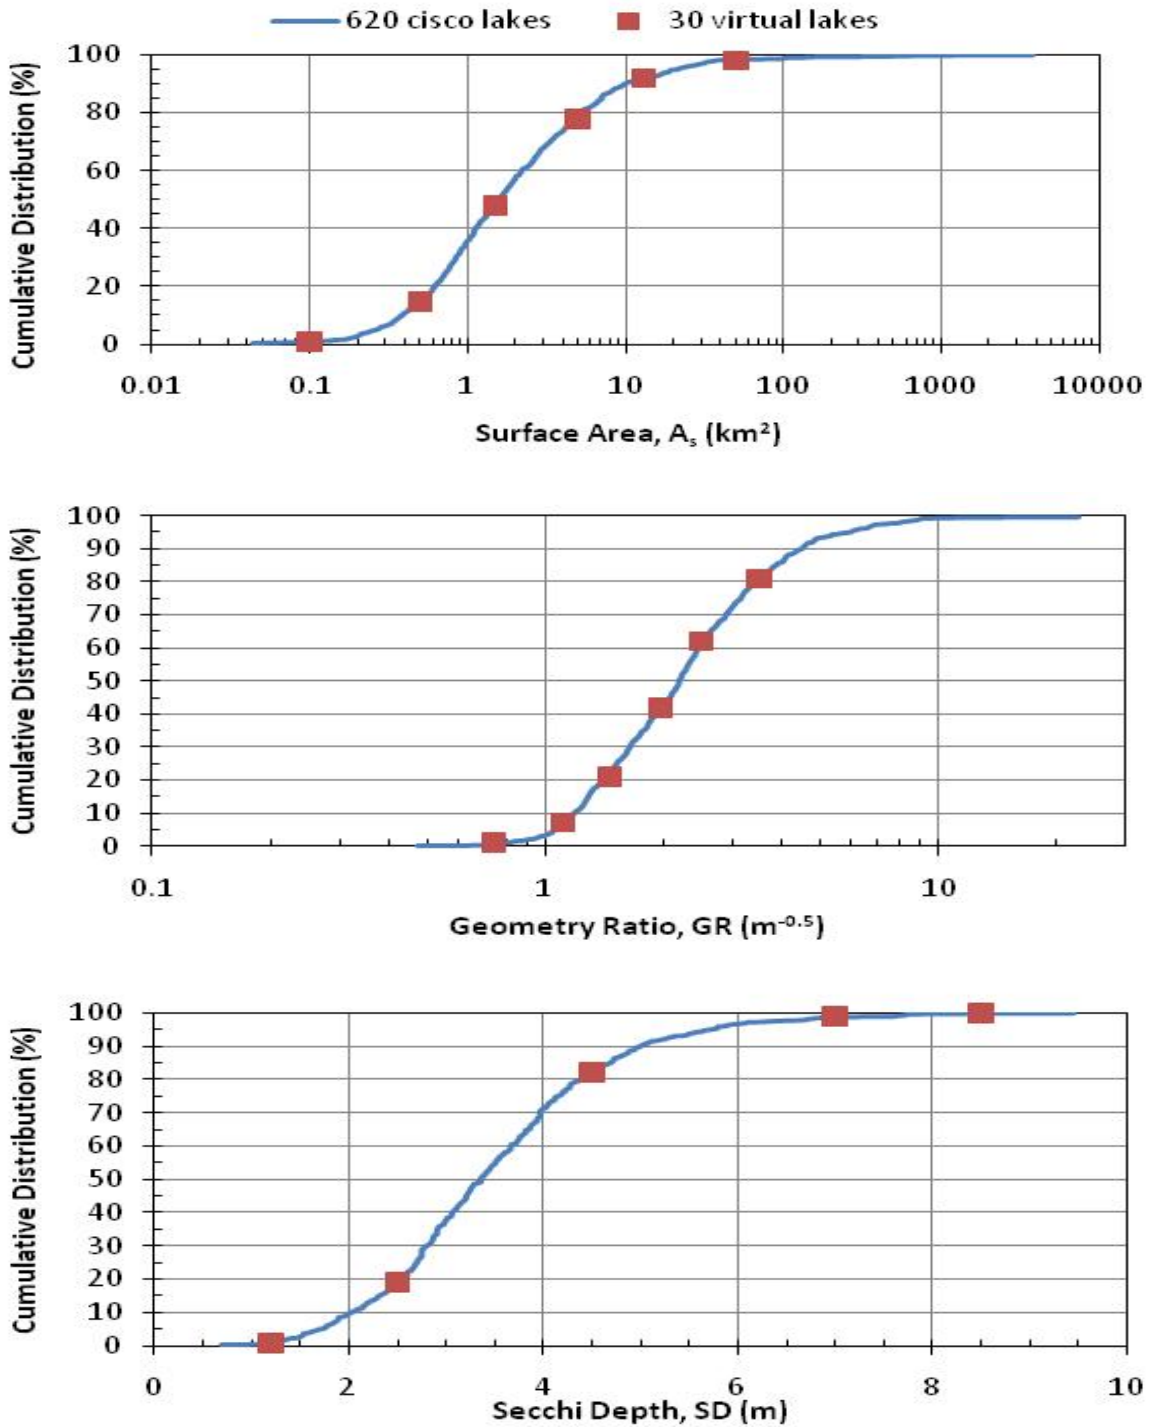 620 cisco lakes 30 virtual lakes
Cumulative Distribution (%)
100
80
60
40
20
0
0.01 0.1 1 10 100 1000 10000
Surface Area, Aₛ (km²)
Cumulative Distribution (%)
100
90
80
70
60
50
40
30
20
10
0
0.1 1 10
Geometry Ratio, GR (m⁻⁰·⁵)
Cumulative Distribution (%)
100
90
80
70
60
50
40
30
20
10
0
0 2 4 6 8 10
Secchi Depth, SD (m)